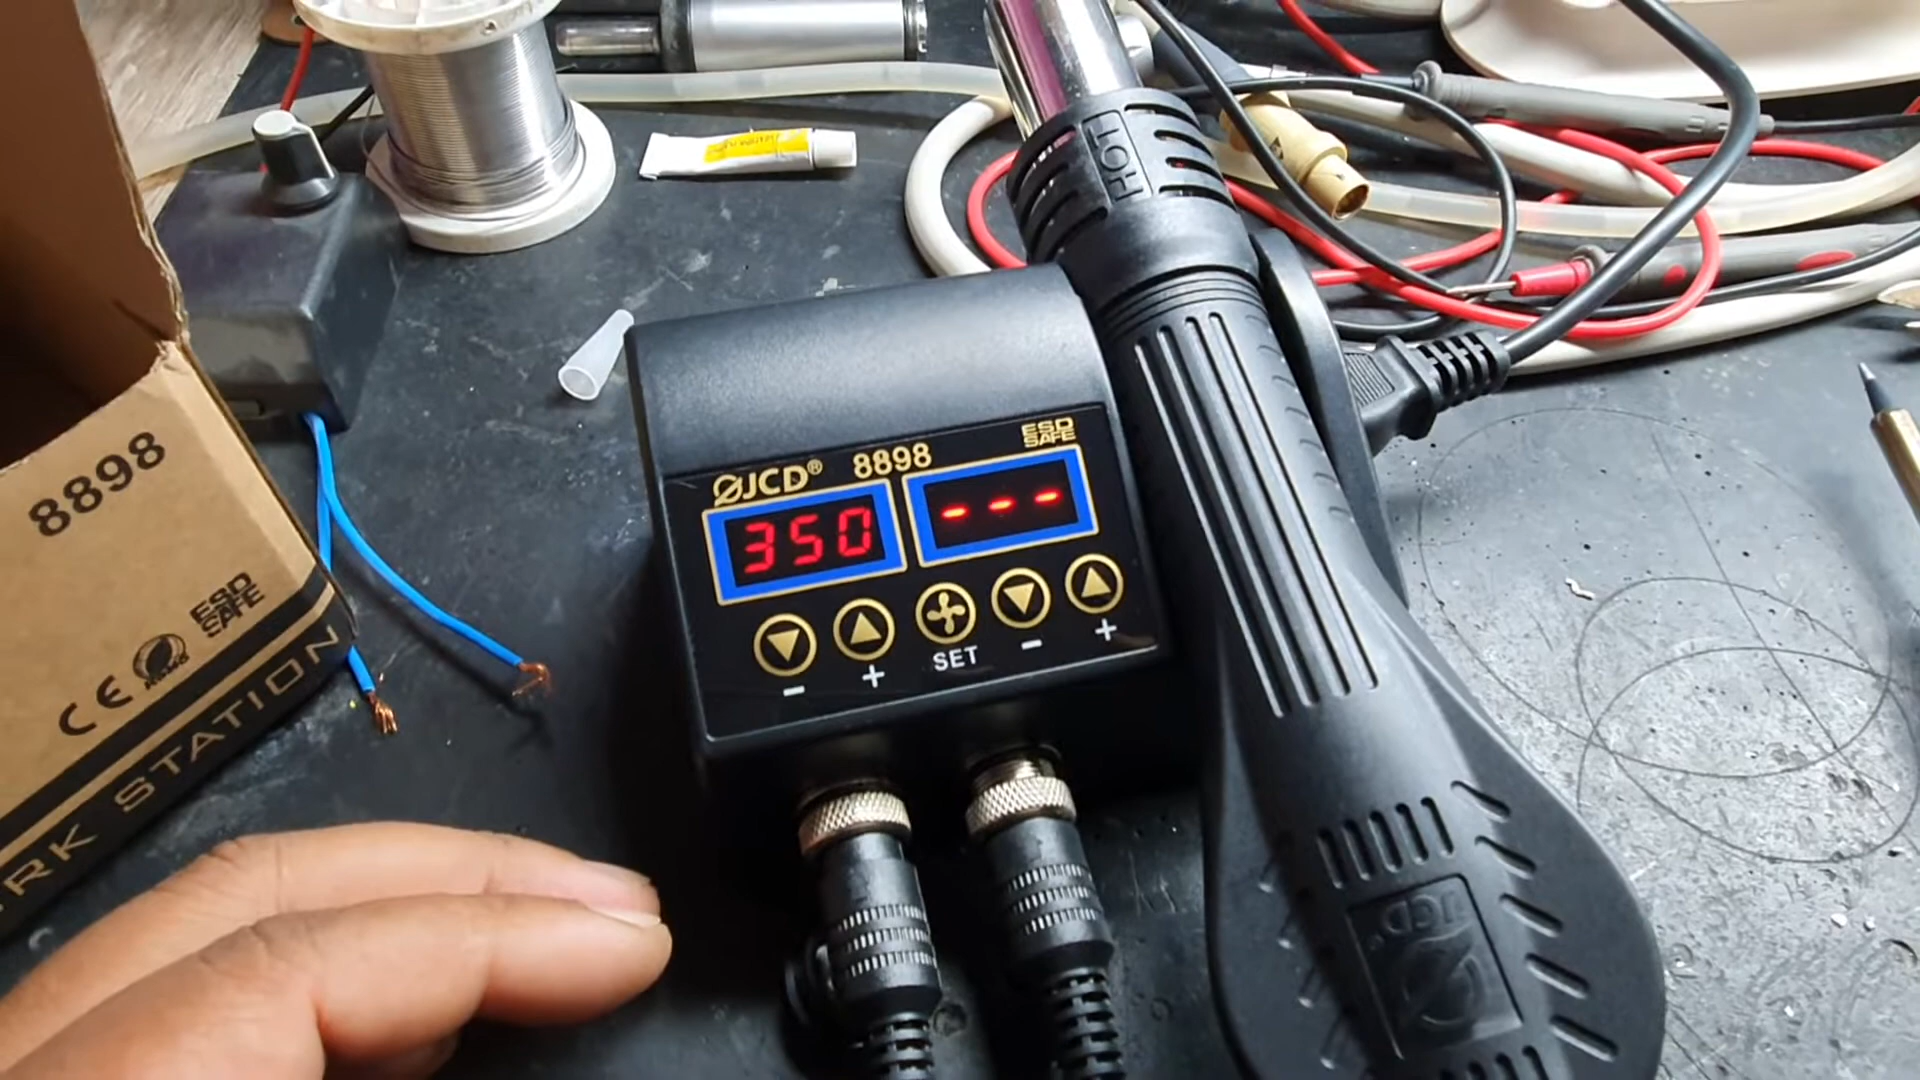 8898
CE
ESD
SAFE
RK STATION
HOT
JCD® 8898
ESD
SAFE
350
- - -
- + SET - +
JCD®